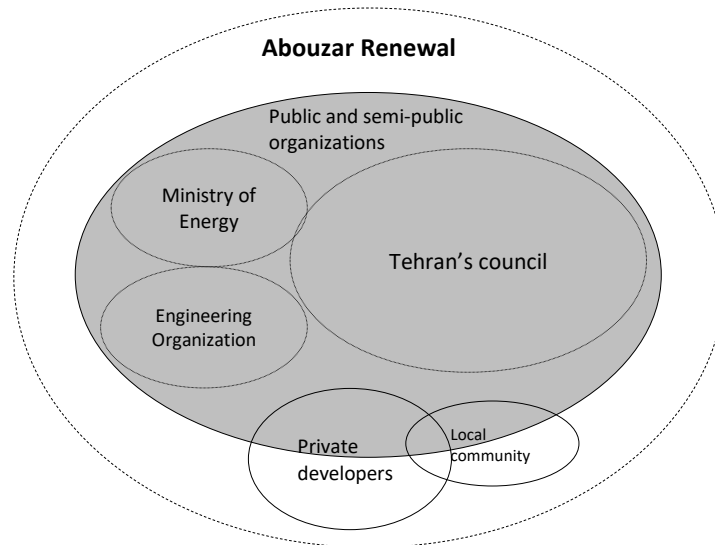 Abouzar Renewal
Public and semi-public
organizations
Ministry of
Energy
Tehran’s council
Engineering
Organization
Private
developers
Local
community